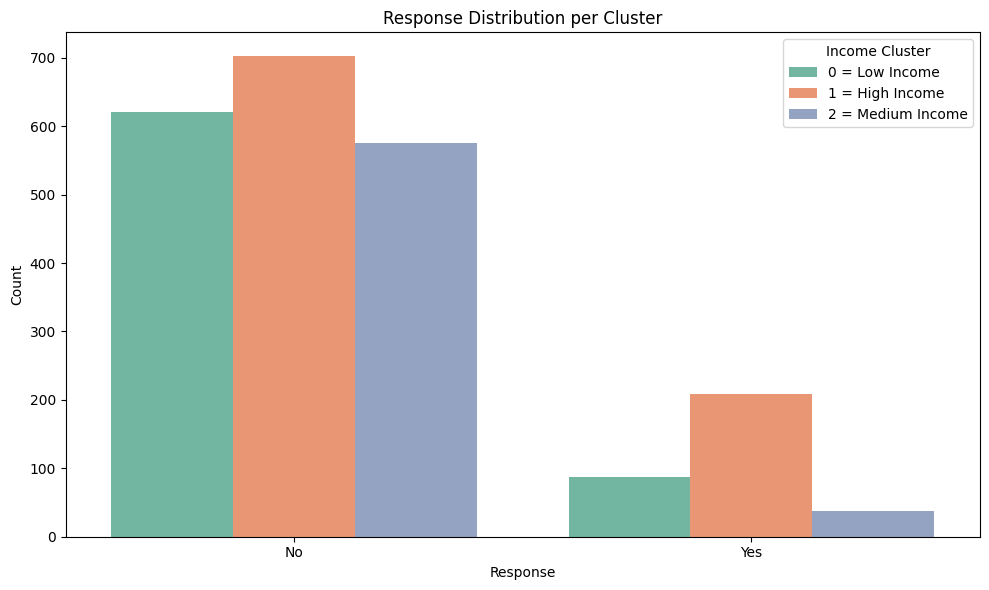 Response Distribution per Cluster
Income Cluster
0 = Low Income
1 = High Income
2 = Medium Income
700
600
500
400
300
200
100
0
Count
No
Yes
Response